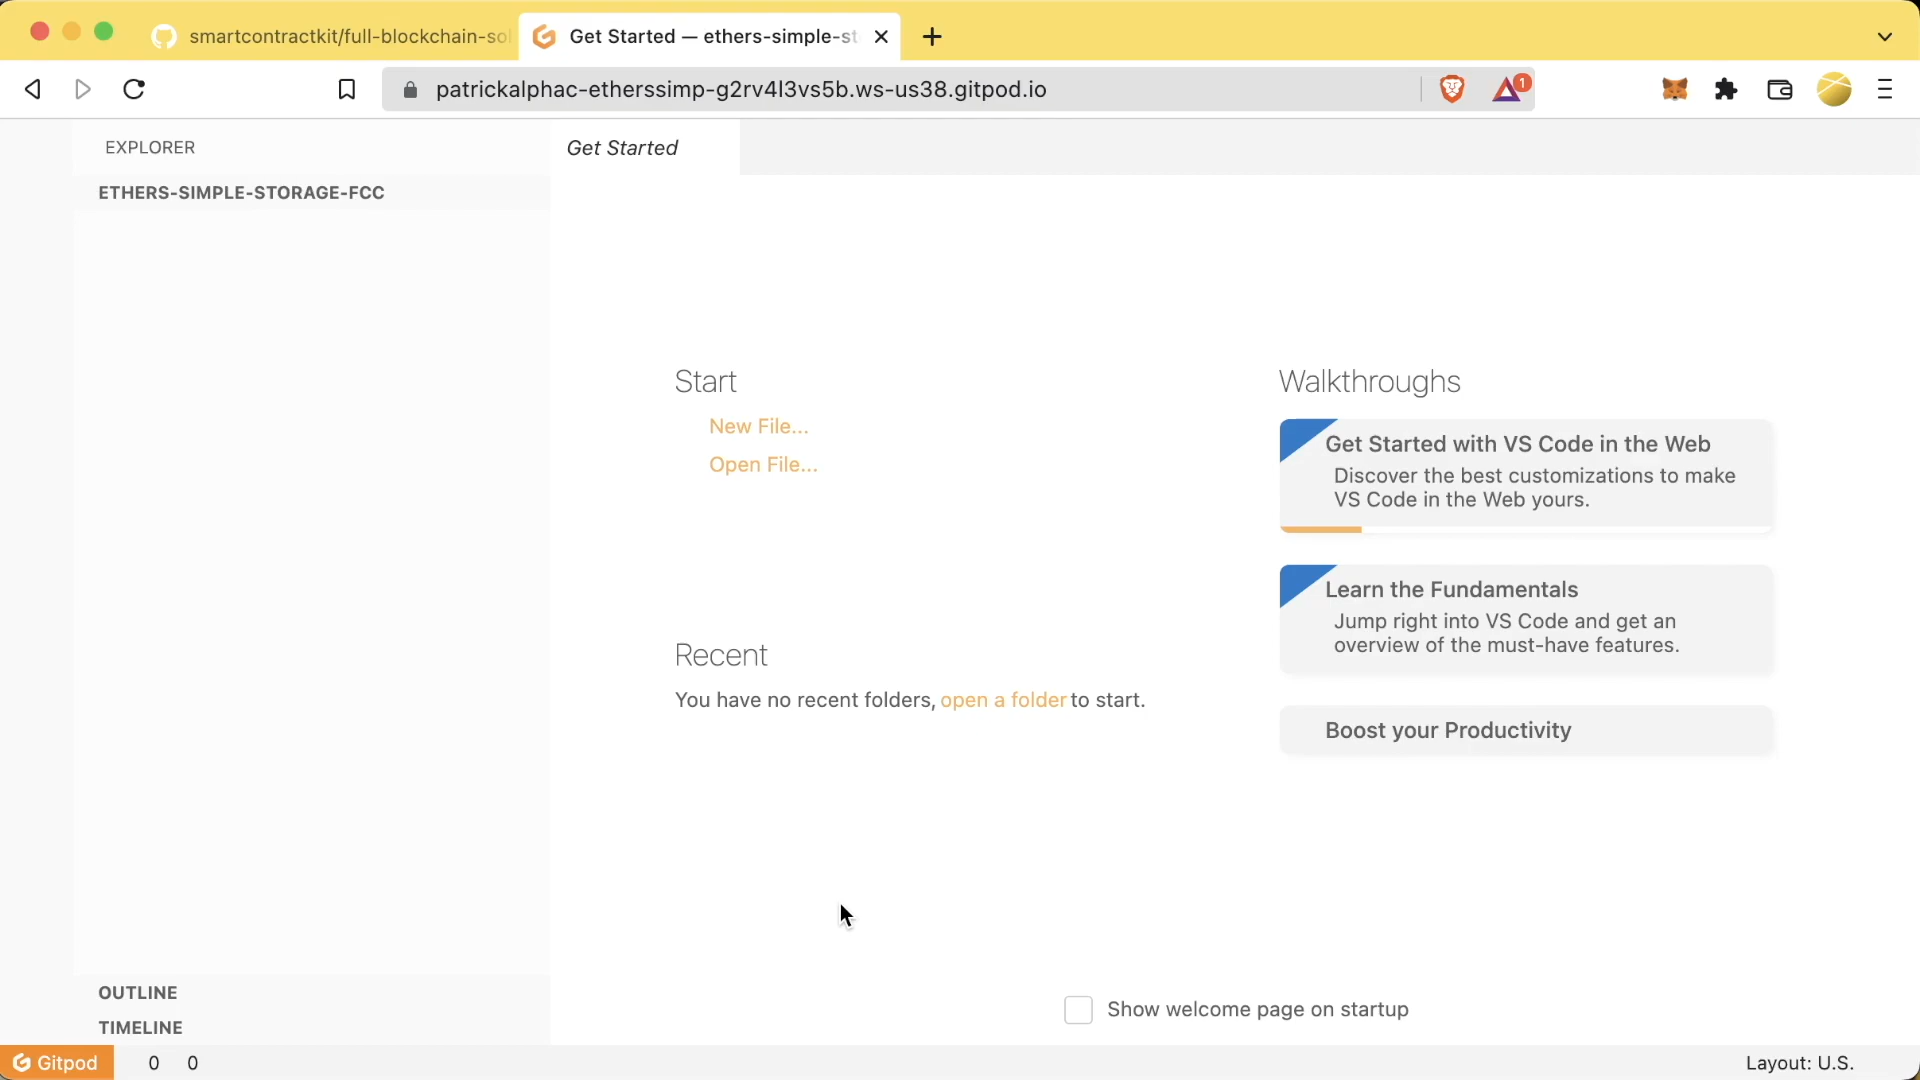 smartcontractkit/full-blockchain-sol
Get Started — ethers-simple-st
patrickalphac-etherssimp-g2rv4l3vs5b.ws-us38.gitpod.io
1
EXPLORER
Get Started
ETHERS-SIMPLE-STORAGE-FCC
Start
New File...
Open File...
Recent
You have no recent folders, open a folder to start.
Walkthroughs
Get Started with VS Code in the Web
Discover the best customizations to make
VS Code in the Web yours.
Learn the Fundamentals
Jump right into VS Code and get an
overview of the must-have features.
Boost your Productivity
Show welcome page on startup
OUTLINE
TIMELINE
Gitpod 0 0
Layout: U.S.